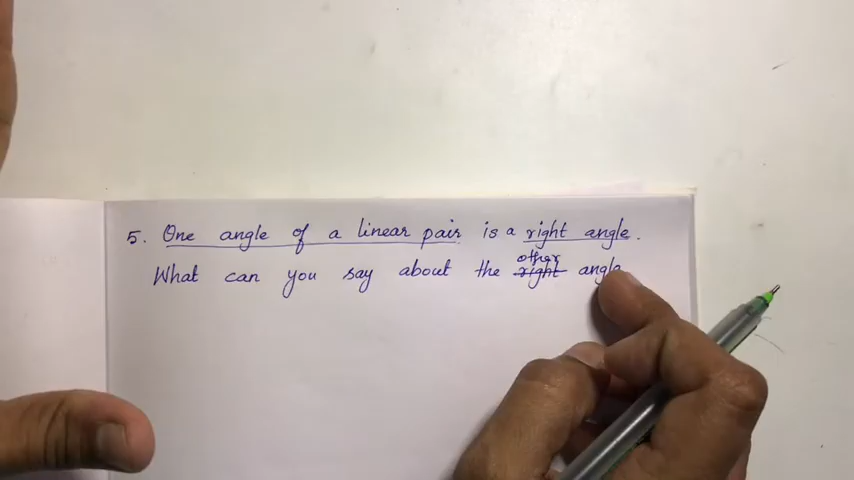 5. One angle of a linear pair is a right angle.
What can you say about the other angle